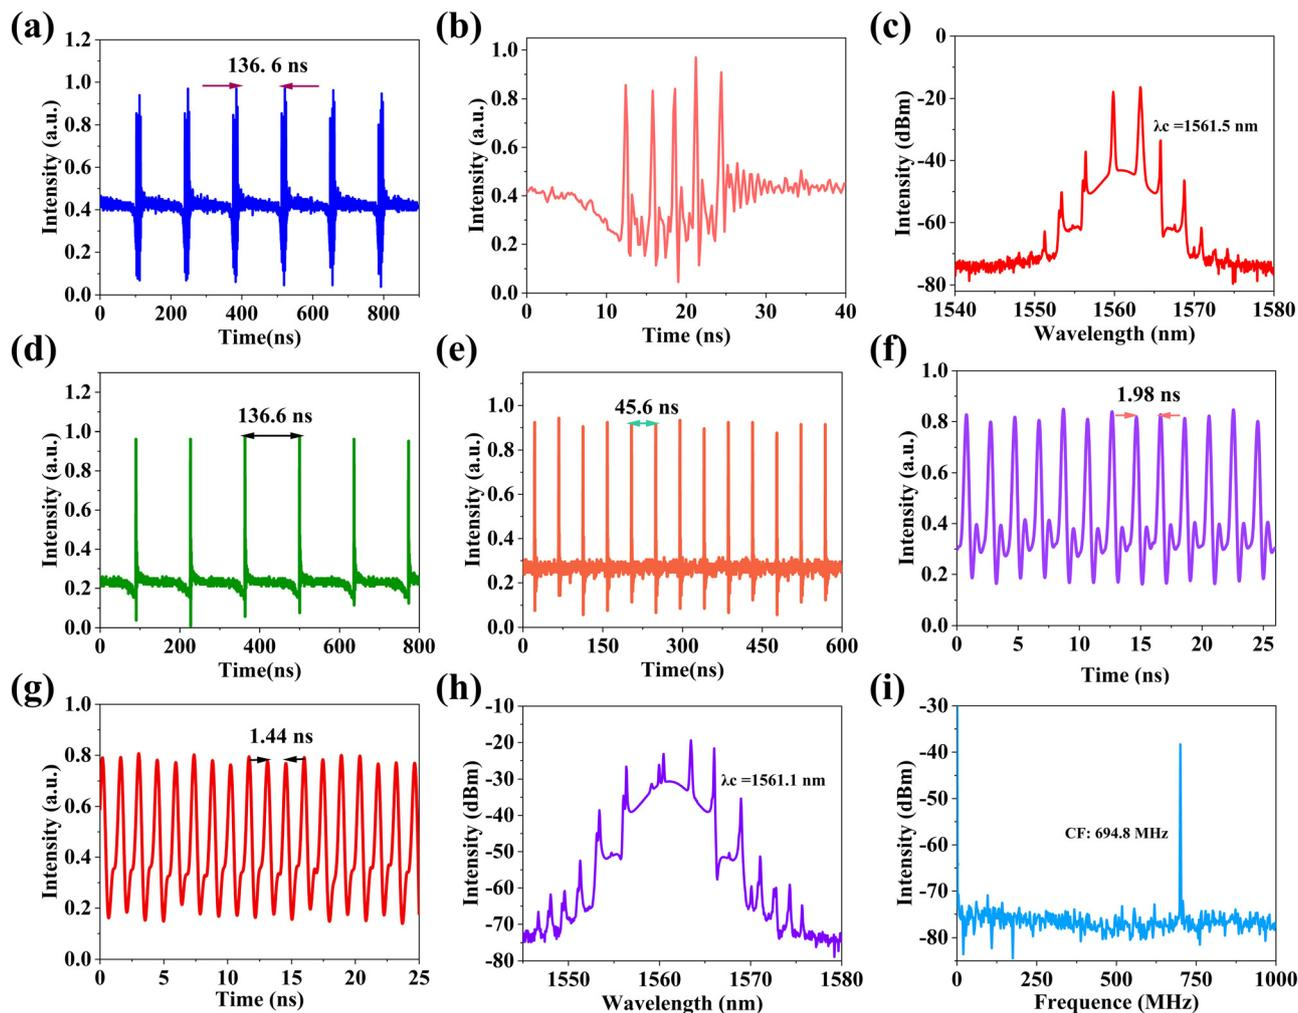 (a)
136. 6 ns
Intensity (a.u.)
1.2
1.0
0.8
0.6
0.4
0.2
0.0
0 200 400 600 800
Time(ns)
(b)
Intensity (a.u.)
1.0
0.8
0.6
0.4
0.2
0.0
0 10 20 30 40
Time (ns)
(c)
λc =1561.5 nm
Intensity (dBm)
0
-20
-40
-60
-80
1540 1550 1560 1570 1580
Wavelength (nm)
(d)
136.6 ns
Intensity (a.u.)
1.2
1.0
0.8
0.6
0.4
0.2
0.0
0 200 400 600 800
Time(ns)
(e)
45.6 ns
Intensity (a.u.)
1.0
0.8
0.6
0.4
0.2
0.0
0 150 300 450 600
Time(ns)
(f)
1.98 ns
Intensity (a.u.)
1.0
0.8
0.6
0.4
0.2
0.0
0 5 10 15 20 25
Time (ns)
(g)
1.44 ns
Intensity (a.u.)
1.0
0.8
0.6
0.4
0.2
0.0
0 5 10 15 20 25
Time (ns)
(h)
λc =1561.1 nm
Intensity (dBm)
-10
-20
-30
-40
-50
-60
-70
-80
1550 1560 1570 1580
Wavelength (nm)
(i)
CF: 694.8 MHz
Intensity (dBm)
-30
-40
-50
-60
-70
-80
0 250 500 750 1000
Frequence (MHz)